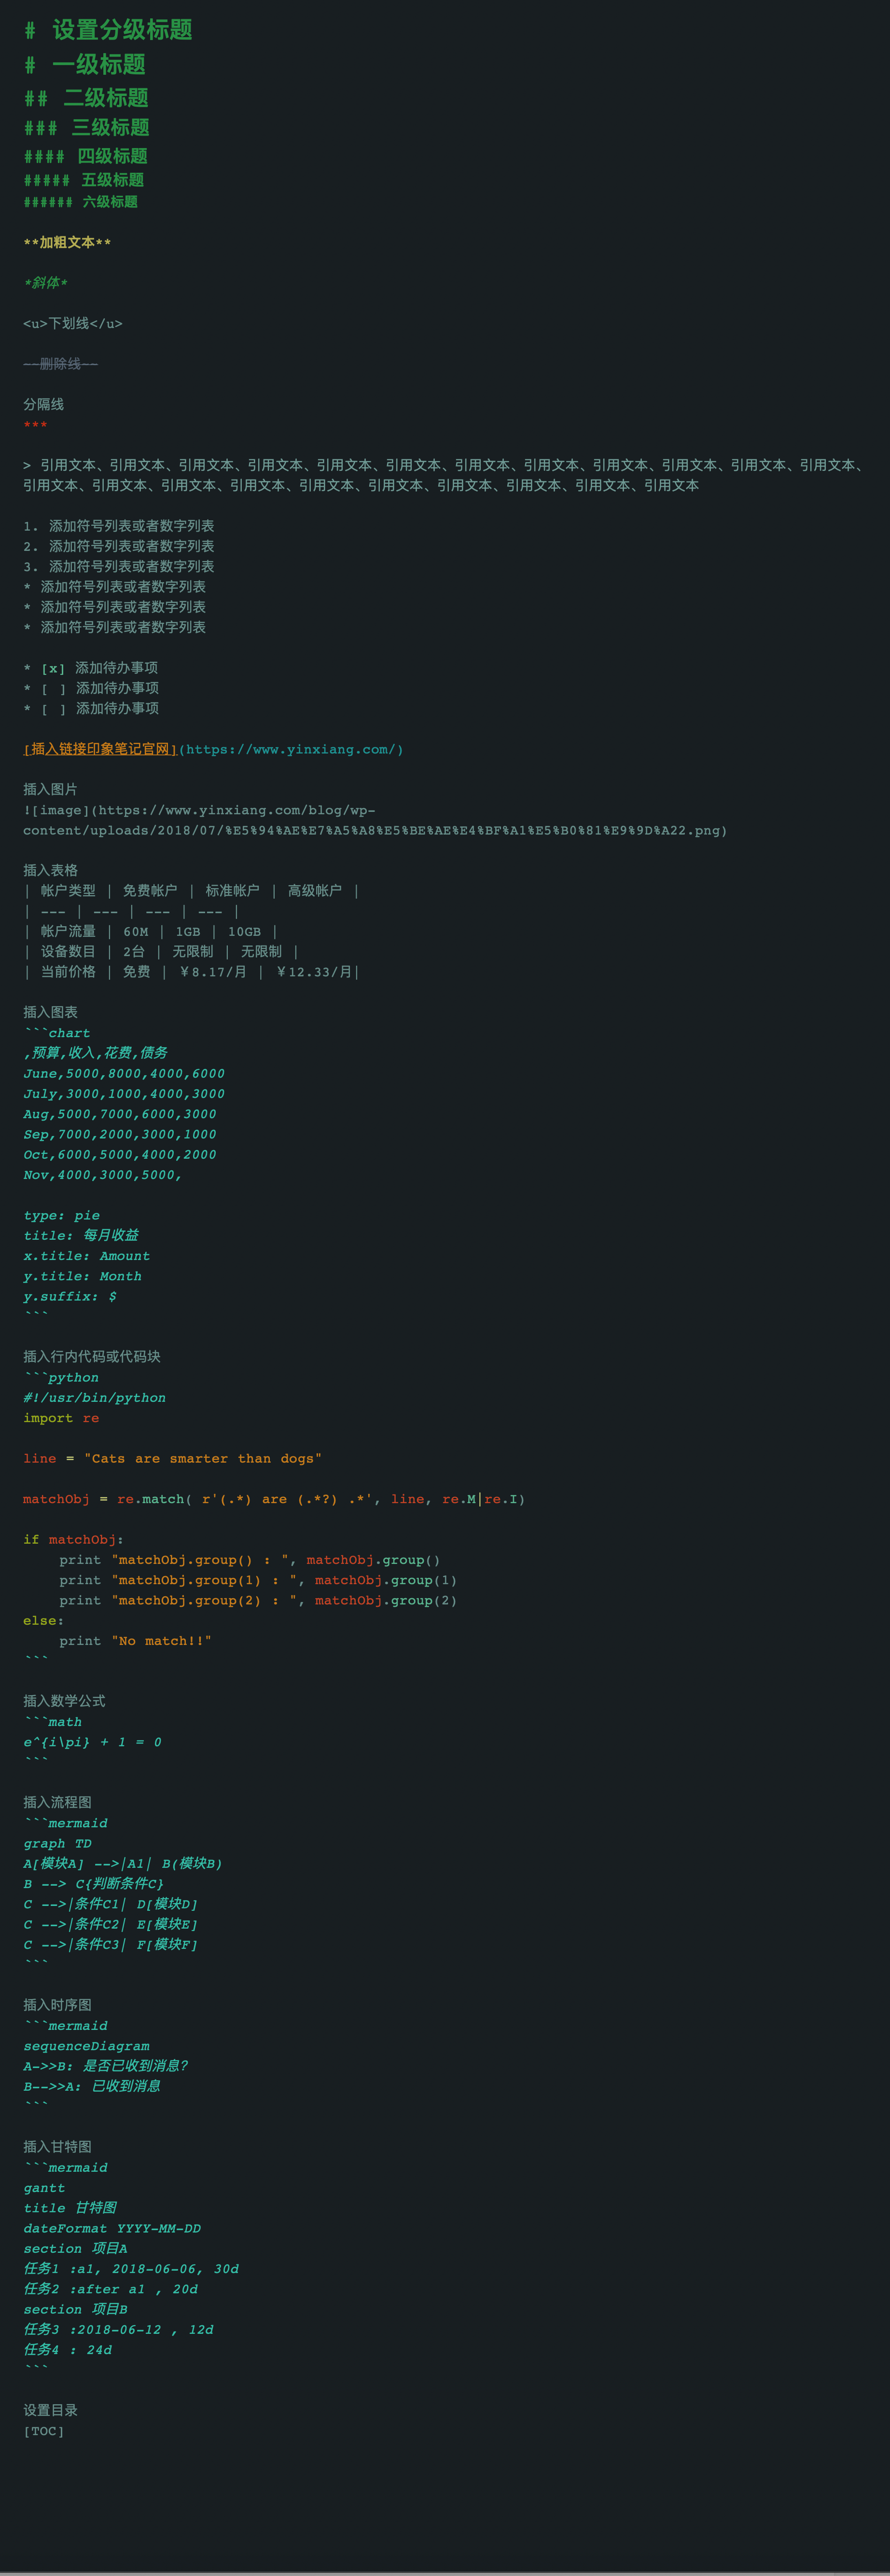 # 设置分级标题
# 一级标题
## 二级标题
### 三级标题
#### 四级标题
##### 五级标题
###### 六级标题
**加粗文本**
*斜体*
<u>下划线</u>
~~删除线~~
分隔线
***
> 引用文本、引用文本、引用文本、引用文本、引用文本、引用文本、引用文本、引用文本、引用文本、引用文本、引用文本、引用文本、
引用文本、引用文本、引用文本、引用文本、引用文本、引用文本、引用文本、引用文本、引用文本、引用文本
1. 添加符号列表或者数字列表
2. 添加符号列表或者数字列表
3. 添加符号列表或者数字列表
* 添加符号列表或者数字列表
* 添加符号列表或者数字列表
* 添加符号列表或者数字列表
* [x] 添加待办事项
* [ ] 添加待办事项
* [ ] 添加待办事项
[插入链接印象笔记官网](https://www.yinxiang.com/)
插入图片
![image](https://www.yinxiang.com/blog/wp-
content/uploads/2018/07/%E5%94%AE%E7%A5%A8%E5%BE%AE%E4%BF%A1%E5%B0%81%E9%9D%A22.png)
插入表格
| 帐户类型 | 免费帐户 | 标准帐户 | 高级帐户 |
| --- | --- | --- | --- |
| 帐户流量 | 60M | 1GB | 10GB |
| 设备数目 | 2台 | 无限制 | 无限制 |
| 当前价格 | 免费 | ￥8.17/月 | ￥12.33/月|
插入图表
```chart
,预算,收入,花费,债务
June,5000,8000,4000,6000
July,3000,1000,4000,3000
Aug,5000,7000,6000,3000
Sep,7000,2000,3000,1000
Oct,6000,5000,4000,2000
Nov,4000,3000,5000,
type: pie
title: 每月收益
x.title: Amount
y.title: Month
y.suffix: $
```
插入行内代码或代码块
```python
#!/usr/bin/python
import re
line = "Cats are smarter than dogs"
matchObj = re.match( r'(.*) are (.*?) .*', line, re.M|re.I)
if matchObj:
    print "matchObj.group() : ", matchObj.group()
    print "matchObj.group(1) : ", matchObj.group(1)
    print "matchObj.group(2) : ", matchObj.group(2)
else:
    print "No match!!"
```
插入数学公式
```math
e^{i\pi} + 1 = 0
```
插入流程图
```mermaid
graph TD
A[模块A] -->|A1| B(模块B)
B --> C{判断条件C}
C -->|条件C1| D[模块D]
C -->|条件C2| E[模块E]
C -->|条件C3| F[模块F]
```
插入时序图
```mermaid
sequenceDiagram
A->>B: 是否已收到消息？
B-->>A: 已收到消息
```
插入甘特图
```mermaid
gantt
title 甘特图
dateFormat YYYY-MM-DD
section 项目A
任务1 :a1, 2018-06-06, 30d
任务2 :after a1 , 20d
section 项目B
任务3 :2018-06-12 , 12d
任务4 : 24d
```
设置目录
[TOC]